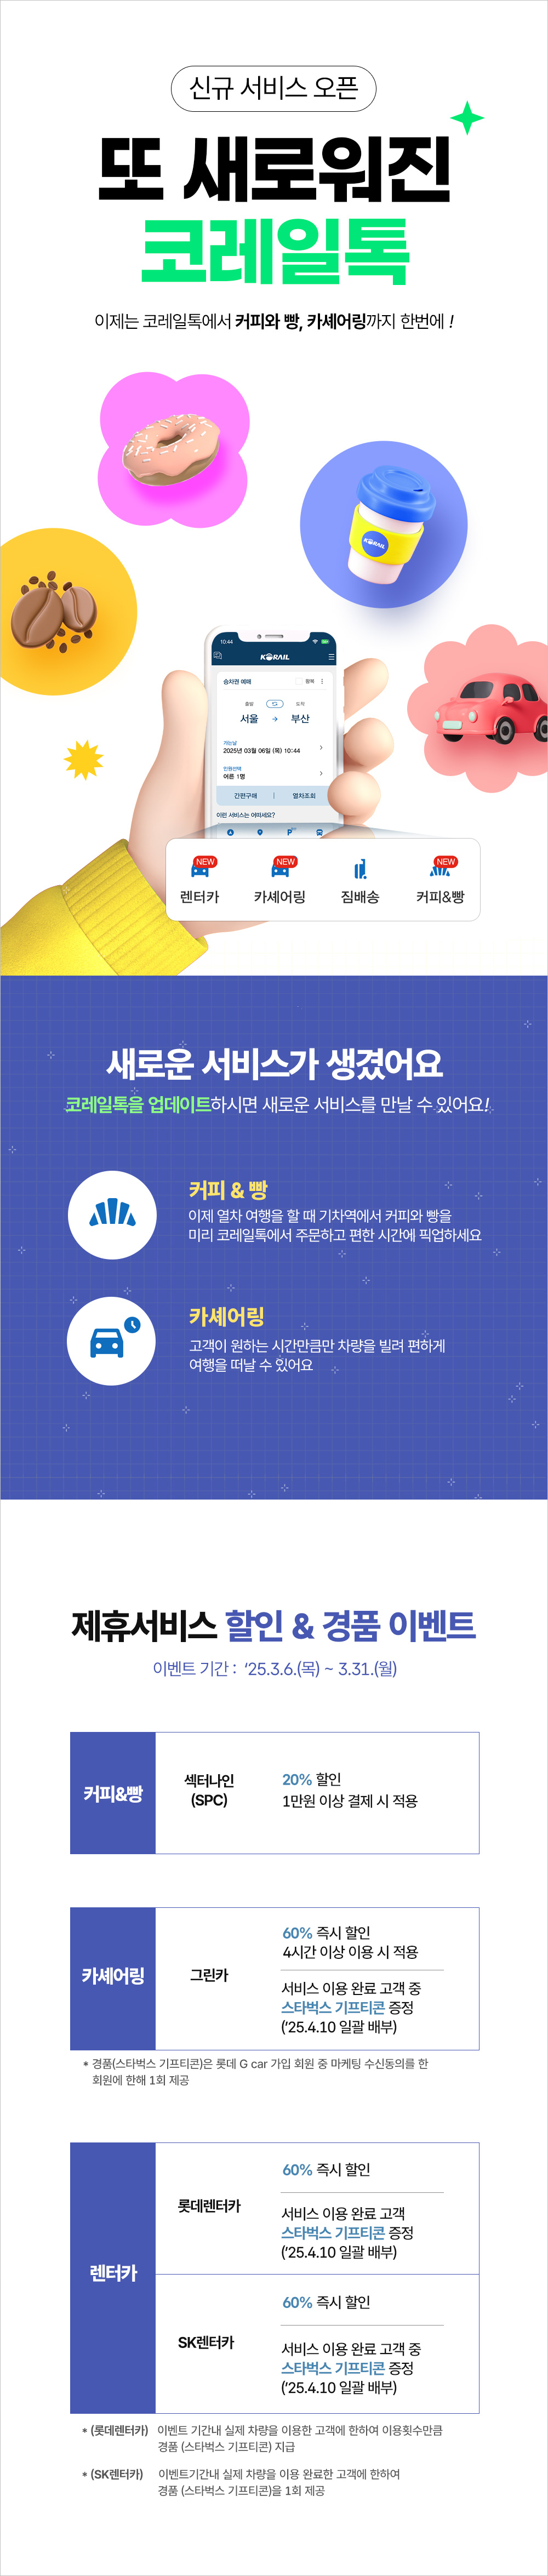 신규 서비스 오픈
또 새로워진
코레일톡
이제는 코레일톡에서 커피와 빵, 카셰어링까지 한번에 !
KORAIL
10:44
KORAIL
승차권 예매
왕복
출발
도착
서울 → 부산
가는날
2025년 03월 06일 (목) 10:44
인원선택
어른 1명
간편구매
열차조회
이런 서비스는 어떠세요?
NEW
NEW
NEW
렌터카
카셰어링
짐배송
커피&빵
새로운 서비스가 생겼어요
코레일톡을 업데이트하시면 새로운 서비스를 만날 수 있어요!
커피 & 빵
이제 열차 여행을 할 때 기차역에서 커피와 빵을
미리 코레일톡에서 주문하고 편한 시간에 픽업하세요
카셰어링
고객이 원하는 시간만큼만 차량을 빌려 편하게
여행을 떠날 수 있어요
제휴서비스 할인 & 경품 이벤트
이벤트 기간 : ‘25.3.6.(목) ~ 3.31.(월)
커피&빵
섹터나인
(SPC)
20% 할인
1만원 이상 결제 시 적용
카셰어링
그린카
60% 즉시 할인
4시간 이상 이용 시 적용
서비스 이용 완료 고객 중
스타벅스 기프티콘 증정
(’25.4.10 일괄 배부)
* 경품(스타벅스 기프티콘)은 롯데 G car 가입 회원 중 마케팅 수신동의를 한
회원에 한해 1회 제공
렌터카
롯데렌터카
60% 즉시 할인
서비스 이용 완료 고객
스타벅스 기프티콘 증정
(’25.4.10 일괄 배부)
SK렌터카
60% 즉시 할인
서비스 이용 완료 고객 중
스타벅스 기프티콘 증정
(’25.4.10 일괄 배부)
* (롯데렌터카) 이벤트 기간내 실제 차량을 이용한 고객에 한하여 이용횟수만큼
경품 (스타벅스 기프티콘) 지급
* (SK렌터카) 이벤트기간내 실제 차량을 이용 완료한 고객에 한하여
경품 (스타벅스 기프티콘)을 1회 제공